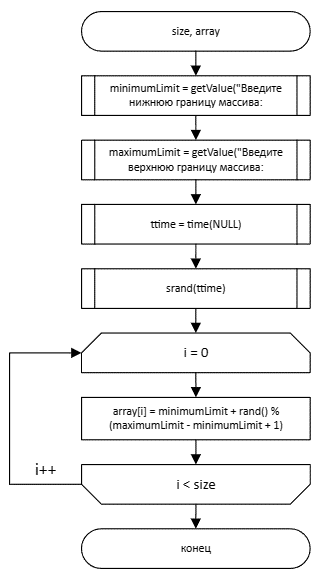 size, array
minimumLimit = getValue("Введите
нижнюю границу массива:
maximumLimit = getValue("Введите
верхнюю границу массива:
ttime = time(NULL)
srand(ttime)
i = 0
array[i] = minimumLimit + rand() %
(maximumLimit - minimumLimit + 1)
i++
i < size
конец